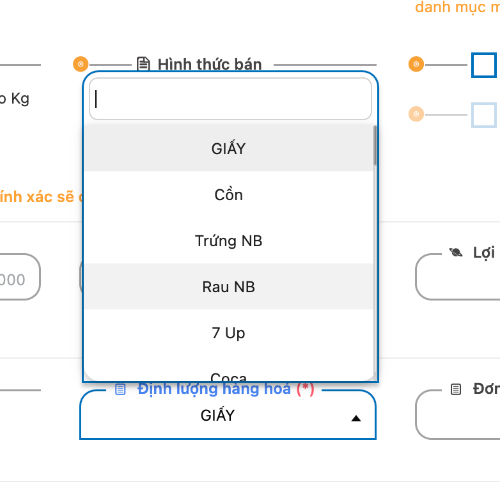 danh mục m
Hình thức bán
o Kg
GIẤY
Cồn
ính xác sẽ
Trứng NB
Lợi
000
Rau NB
7 Up
Coca
Định lượng hàng hoá (*)
Đơn
GIẤY